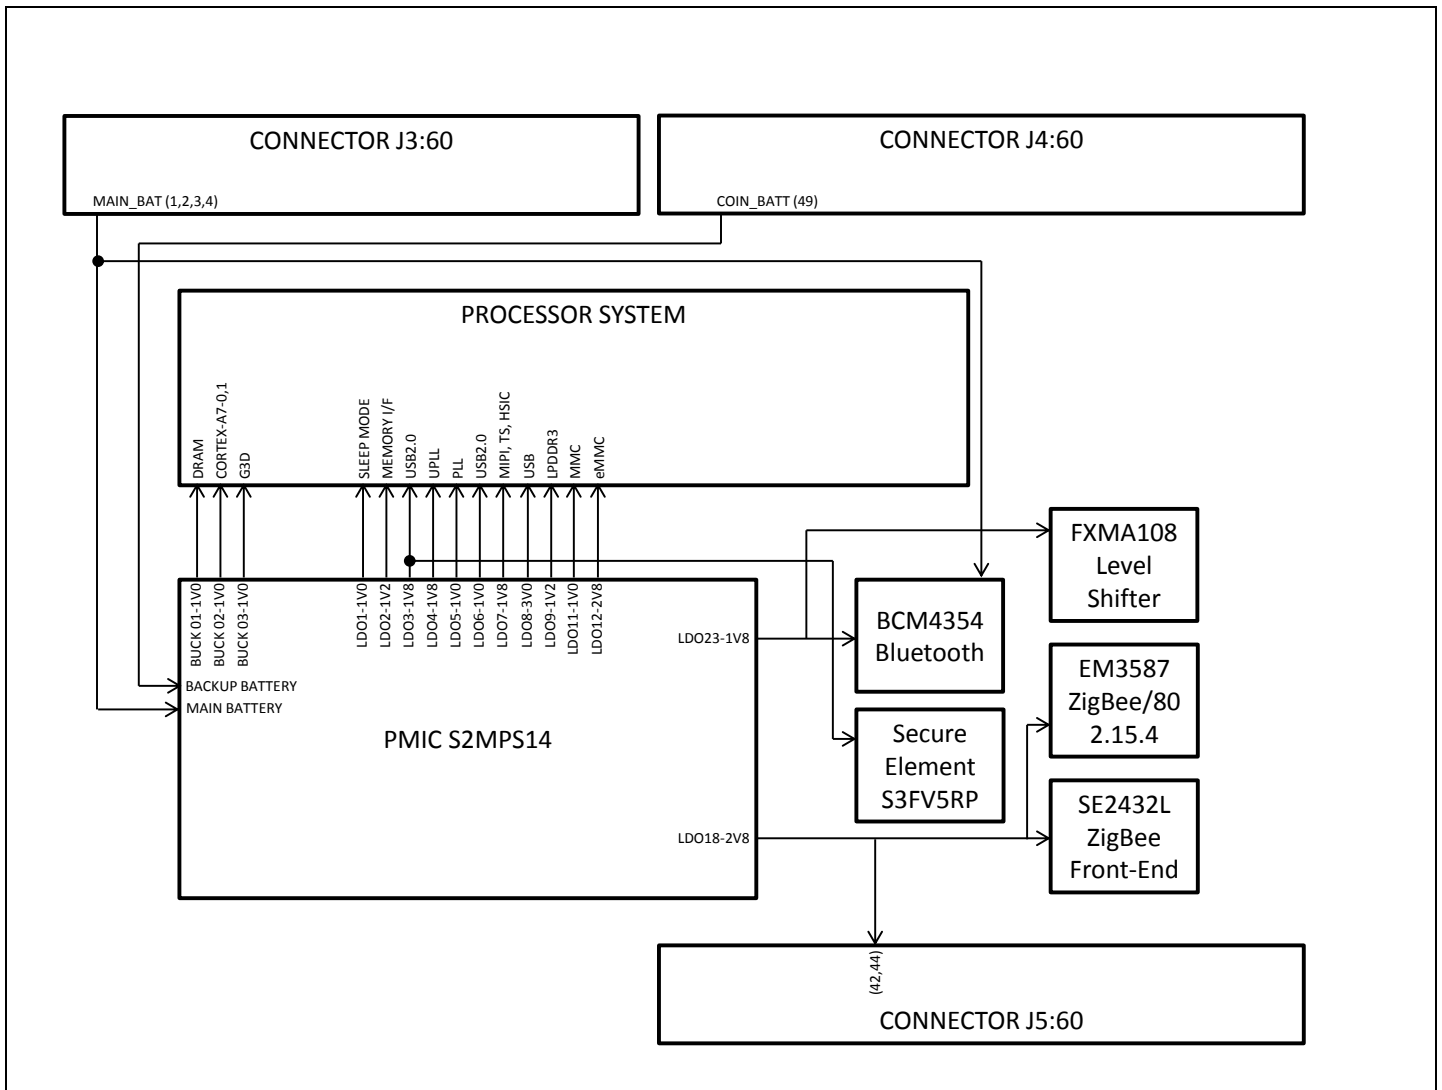 CONNECTOR J3:60
MAIN_BAT (1,2,3,4)
CONNECTOR J4:60
COIN_BATT (49)
PROCESSOR SYSTEM
DRAM
CORTEX-A7-0,1
G3D
SLEEP MODE
MEMORY I/F
USB2.0
UPLL
PLL
USB2.0
MIPI, TS, HSIC
USB
LPDDR3
MMC
eMMC
BUCK 01-1V0
BUCK 02-1V0
BUCK 03-1V0
LDO1-1V0
LDO2-1V2
LDO3-1V8
LDO4-1V8
LDO5-1V0
LDO6-1V0
LDO7-1V8
LDO8-3V0
LDO9-1V2
LDO11-1V0
LDO12-2V8
BACKUP BATTERY
MAIN BATTERY
PMIC S2MPS14
LDO23-1V8
LDO18-2V8
BCM4354
Bluetooth
Secure
Element
S3FV5RP
FXMA108
Level
Shifter
EM3587
ZigBee/80
2.15.4
SE2432L
ZigBee
Front-End
(42,44)
CONNECTOR J5:60